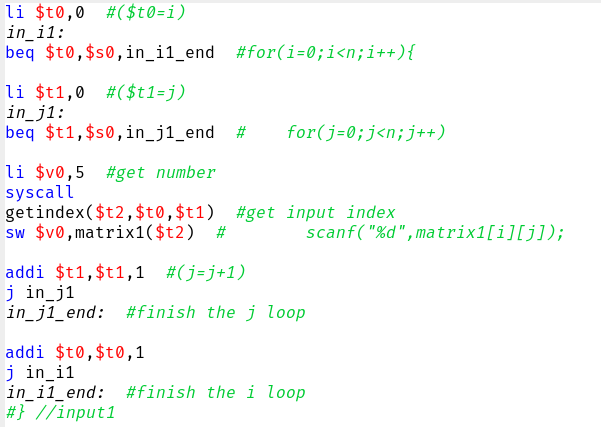 li $t0,0  #($t0=i)
in_i1:
beq $t0,$s0,in_i1_end  #for(i=0;i<n;i++){
li $t1,0  #($t1=j)
in_j1:
beq $t1,$s0,in_j1_end  #    for(j=0;j<n;j++)
li $v0,5  #get number
syscall
getindex($t2,$t0,$t1)  #get input index
sw $v0,matrix1($t2)  #        scanf("%d",matrix1[i][j]);
addi $t1,$t1,1  #(j=j+1)
j in_j1
in_j1_end:  #finish the j loop
addi $t0,$t0,1
j in_i1
in_i1_end:  #finish the i loop
#} //input1